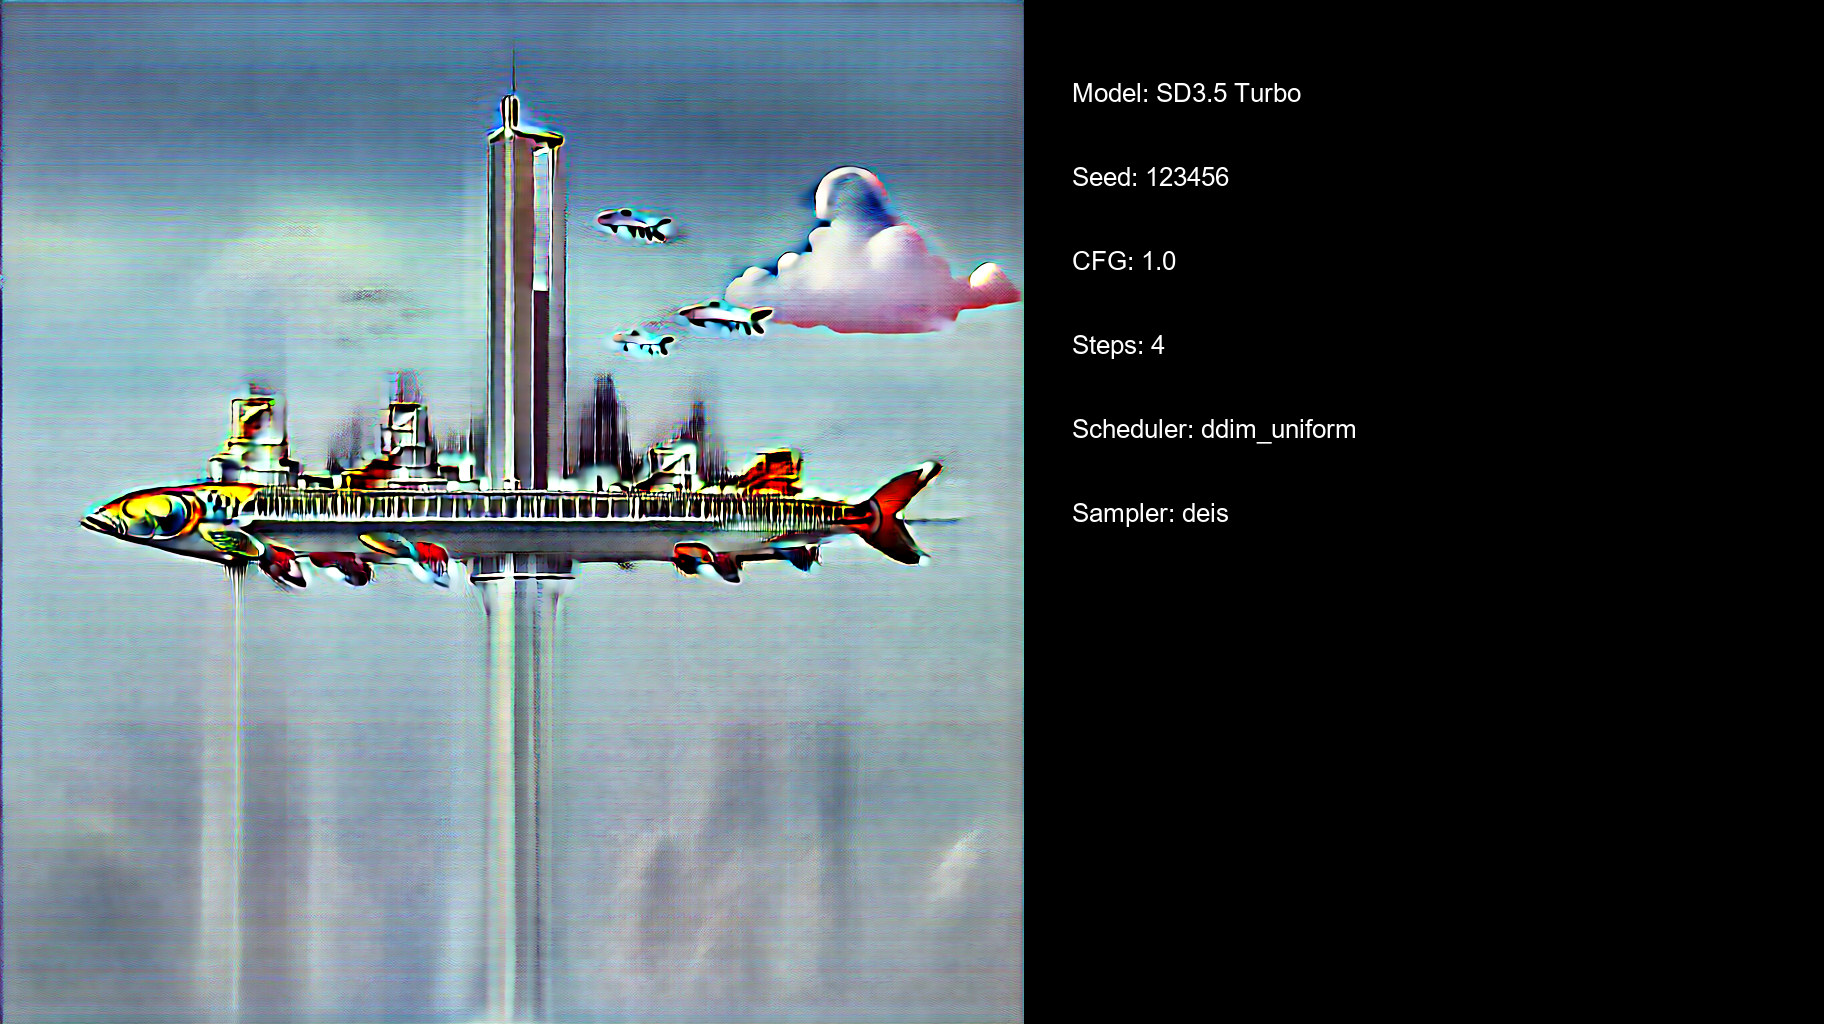 Model: SD3.5 Turbo
Seed: 123456
CFG: 1.0
Steps: 4
Scheduler: ddim_uniform
Sampler: deis